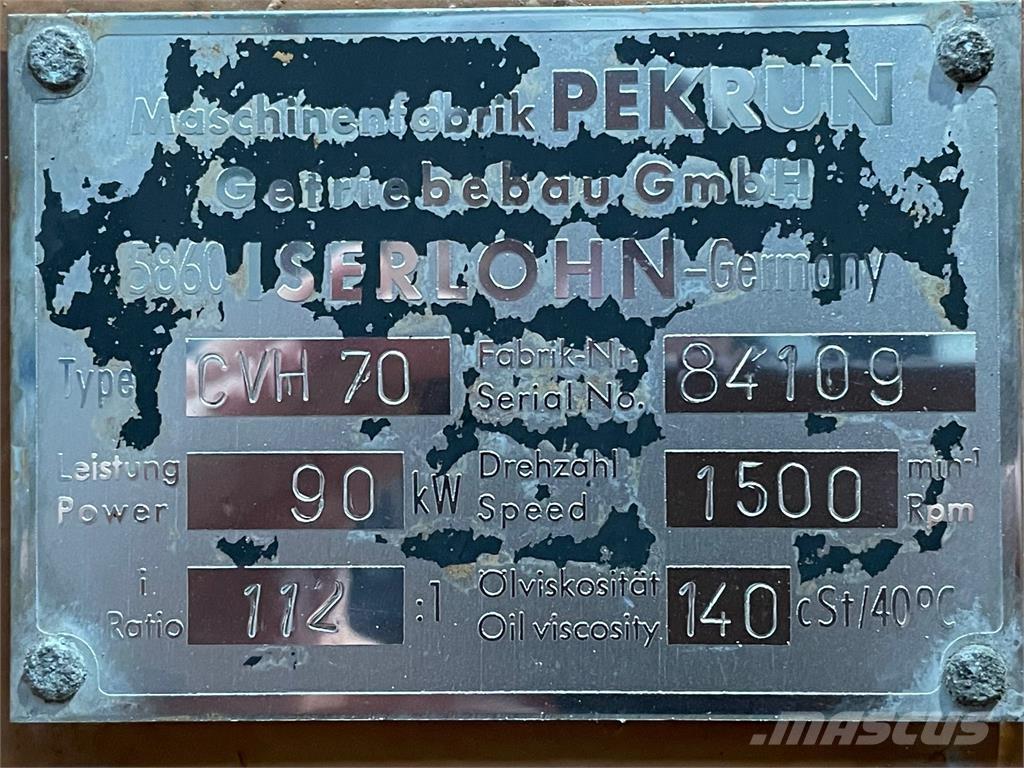 Maschinenfabrik PEKRUN
Getriebebau GmbH
5860 ISERLOHN-Germany
Type CVH 70 Fabrik-Nr. Serial No. 84109
Leistung Power 90 kW Drehzahl Speed 1500 min-1 Rpm
i. Ratio 112 :1 Ölviskosität Oil viscosity 140 cSt/40°C
MASCUS